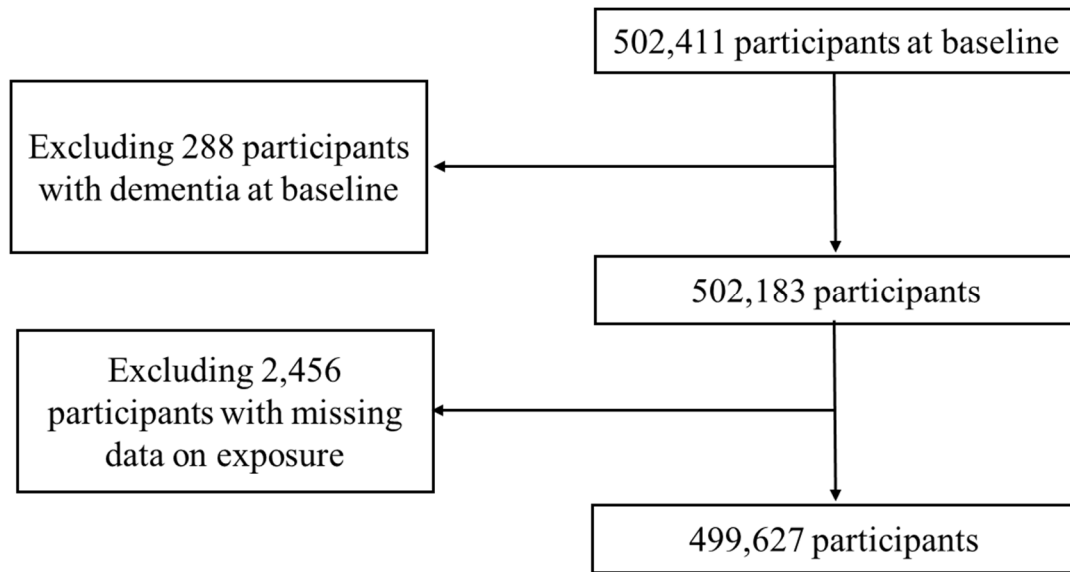 502,411 participants at baseline
Excluding 288 participants
with dementia at baseline
502,183 participants
Excluding 2,456
participants with missing
data on exposure
499,627 participants